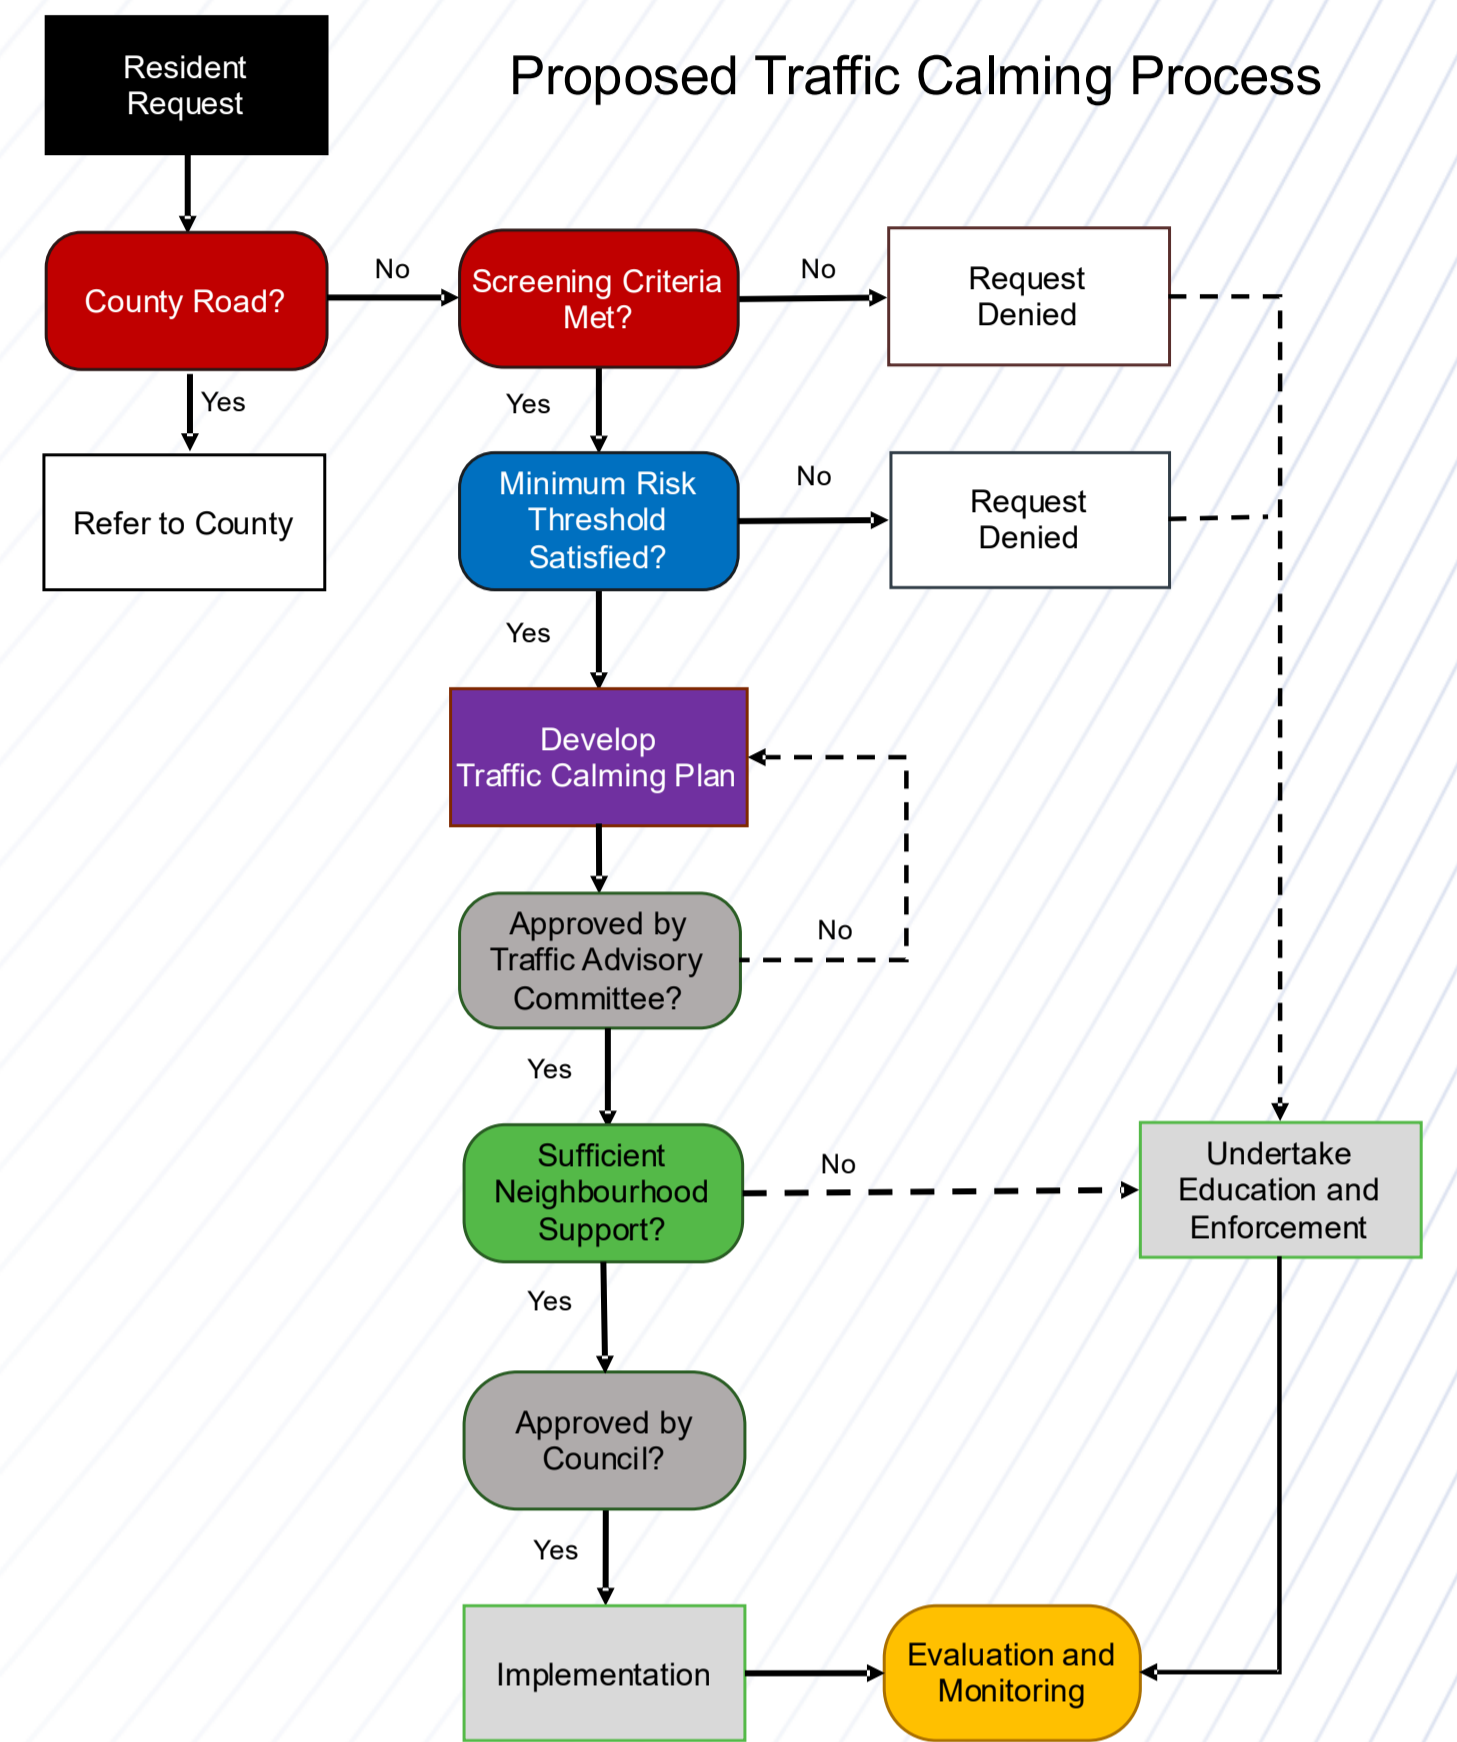 Resident
Request
Proposed Traffic Calming Process
County Road?
No
Screening Criteria
Met?
No
Request
Denied
Yes
Yes
Refer to County
Minimum Risk
Threshold
Satisfied?
No
Request
Denied
Yes
Develop
Traffic Calming Plan
Approved by
Traffic Advisory
Committee?
No
Yes
Sufficient
Neighbourhood
Support?
No
Undertake
Education and
Enforcement
Yes
Approved by
Council?
Yes
Implementation
Evaluation and
Monitoring